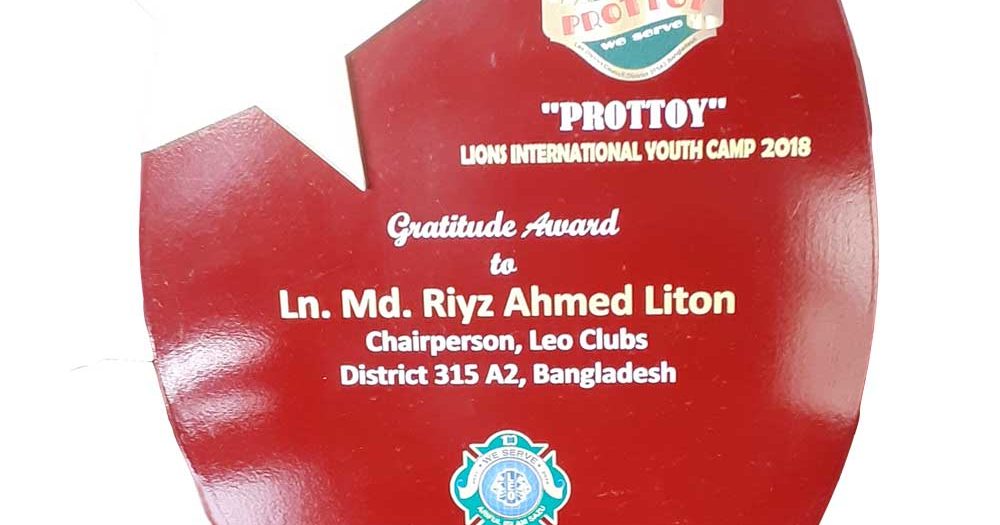 PROTTOY
we serve
"PROTTOY"
LIONS INTERNATIONAL YOUTH CAMP 2018
Gratitude Award
to
Ln. Md. Riyz Ahmed Liton
Chairperson, Leo Clubs
District 315 A2, Bangladesh
WE SERVE
LEO